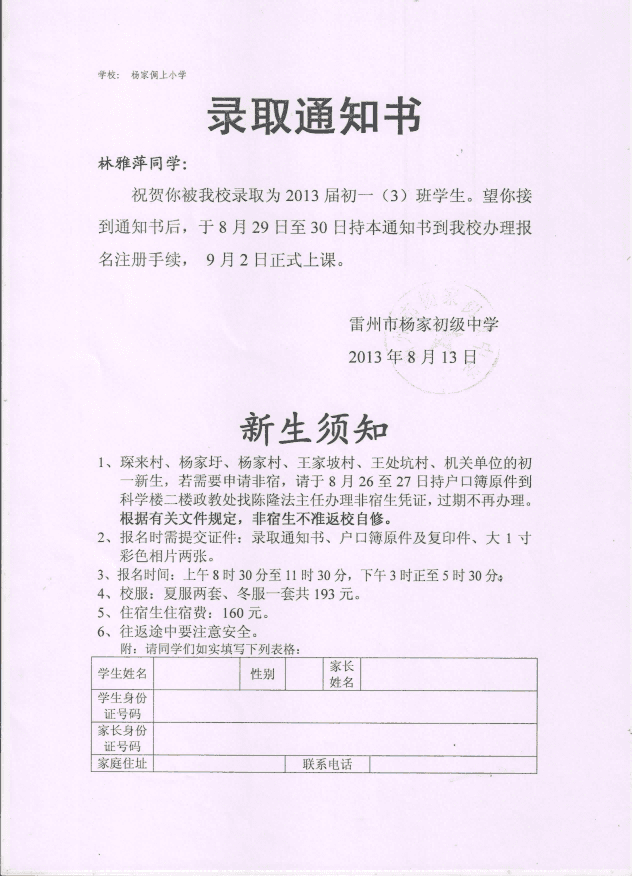 学校： 杨家偶上小学
录取通知书
林雅萍同学：
祝贺你被我校录取为 2013 届初一（3）班学生。望你接
到通知书后，于 8 月 29 日至 30 日持本通知书到我校办理报
名注册手续， 9 月 2 日正式上课。
雷州市杨家初级中学
2013 年 8 月 13 日
新生须知
1、琛来村、杨家圩、杨家村、王家坡村、王处坑村、机关单位的初
一新生，若需要申请非宿，请于 8 月 26 至 27 日持户口簿原件到
科学楼二楼政教处找陈隆法主任办理非宿生凭证，过期不再办理。
根据有关文件规定，非宿生不准返校自修。
2、报名时需提交证件：录取通知书、户口簿原件及复印件、大 1 寸
彩色相片两张。
3、报名时间：上午 8 时 30 分至 11 时 30 分，下午 3 时正至 5 时 30 分。
4、校服：夏服两套、冬服一套共 193 元。
5、住宿生住宿费：160 元。
6、往返途中要注意安全。
附：请同学们如实填写下列表格：
学生姓名 性别 家长
姓名
学生身份
证号码
家长身份
证号码
家庭住址 联系电话